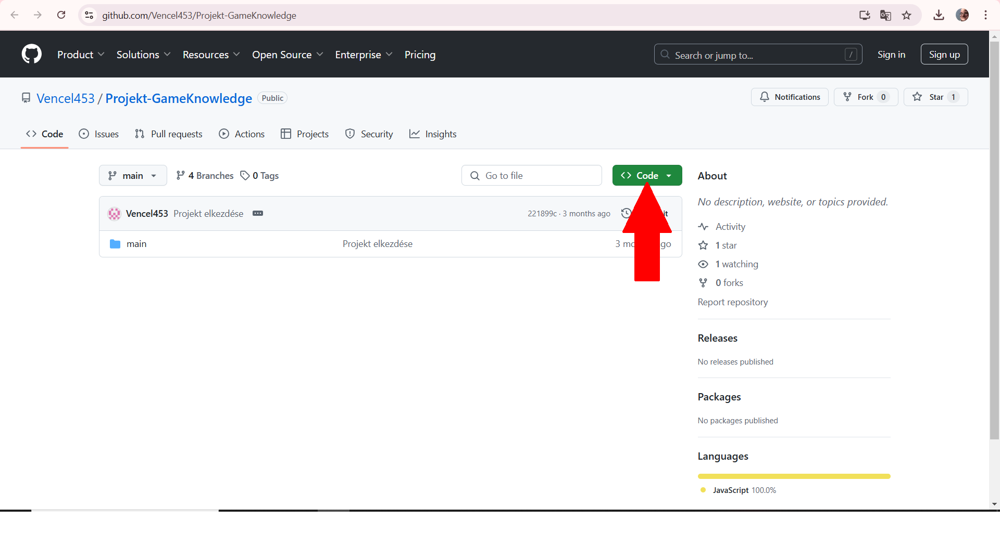 github.com/Vencel453/Projekt-GameKnowledge
Product Solutions Resources Open Source Enterprise Pricing Search or jump to... / Sign in Sign up
Vencel453 / Projekt-GameKnowledge Public Notifications Fork 0 Star 1
Code Issues Pull requests Actions Projects Security Insights
main 4 Branches 0 Tags Go to file Code
Vencel453 Projekt elkezdése 221899c · 3 months ago
main Projekt elkezdése 3 go
About
No description, website, or topics provided.
Activity
1 star
1 watching
0 forks
Report repository
Releases
No releases published
Packages
No packages published
Languages
JavaScript 100.0%